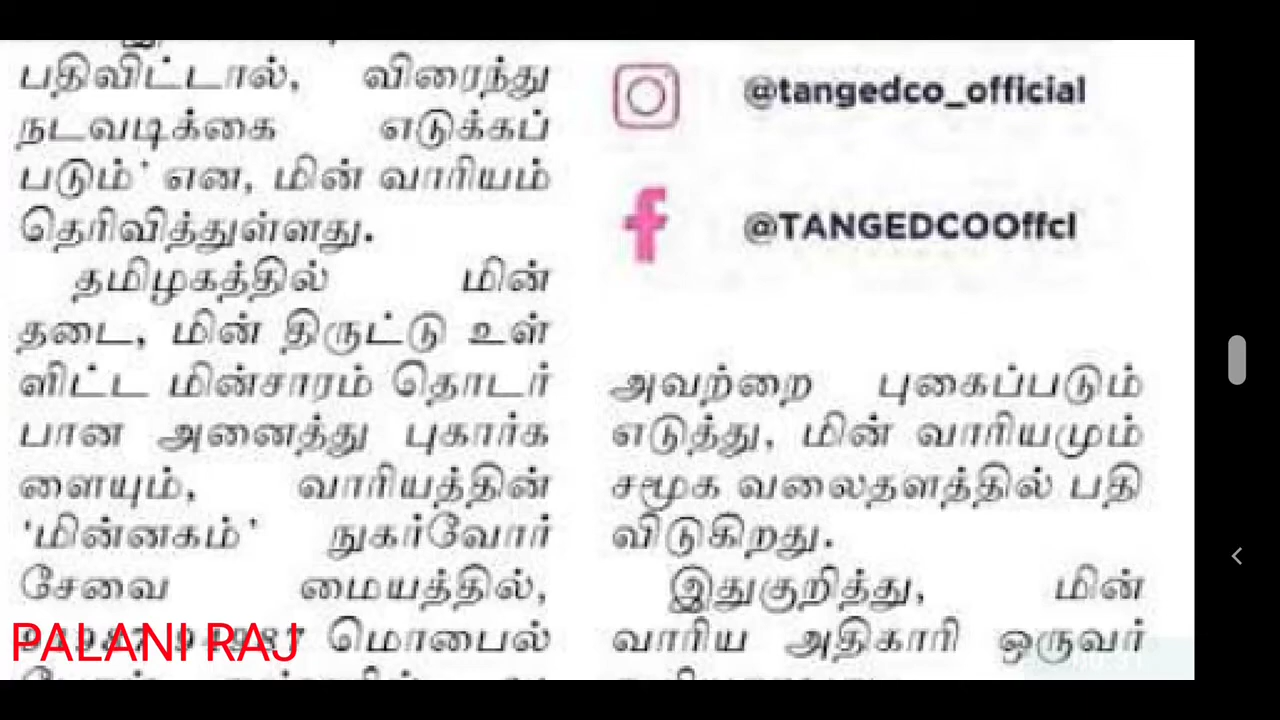 பதிவிட்டால், விரைந்து
நடவடிக்கை எடுக்கப்
படும்' என, மின் வாரியம்
தெரிவித்துள்ளது.
தமிழகத்தில் மின்
தடை, மின் திருட்டு உள்
ளிட்ட மின்சாரம் தொடர்
பான அனைத்து புகார்க
ளையும், வாரியத்தின்
'மின்னகம்' நுகர்வோர்
சேவை மையத்தில்,
மொபைல்
@tangedco_official
@TANGEDCOOffcl
அவற்றை புகைப்படும்
எடுத்து, மின் வாரியமும்
சமூக வலைதளத்தில் பதி
விடுகிறது.
இதுகுறித்து, மின்
வாரிய அதிகாரி ஒருவர்
PALANI RAJ